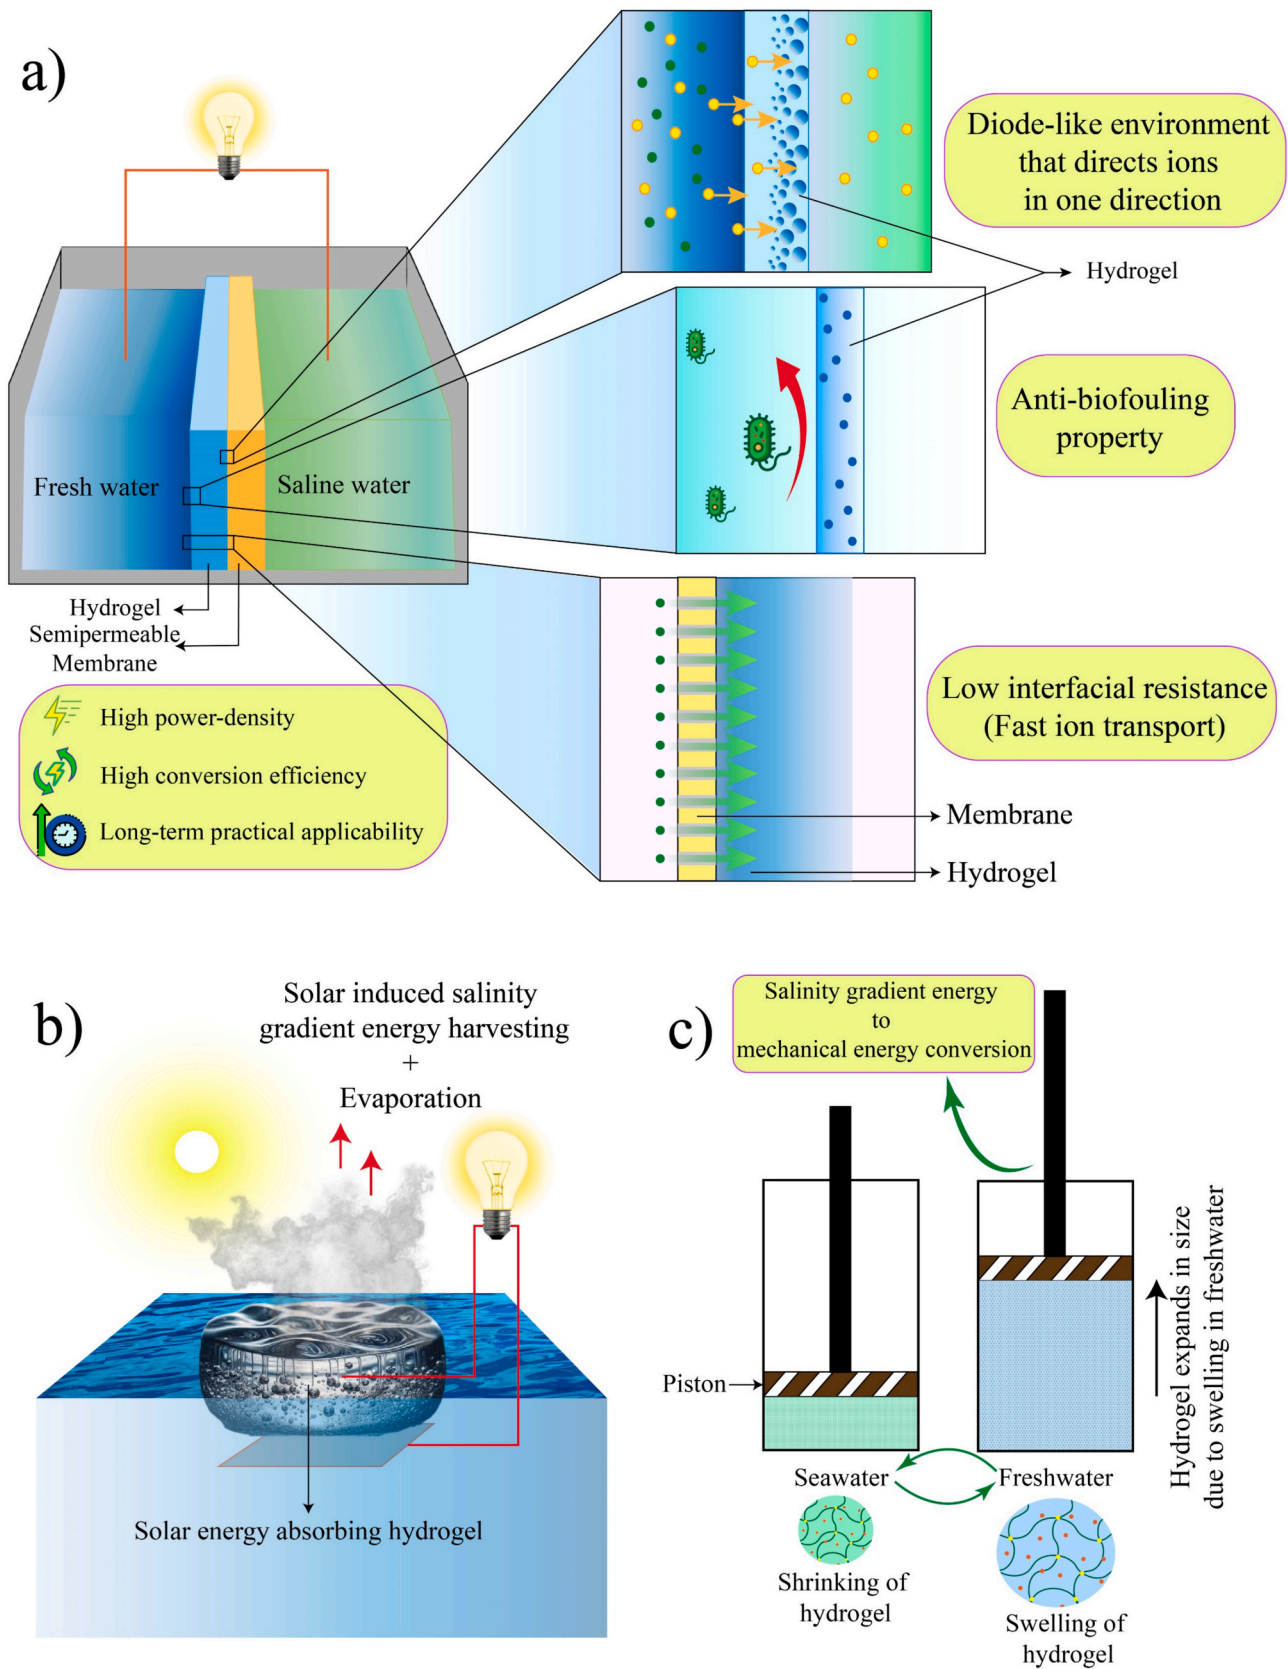 a)
Diode-like environment
that directs ions
in one direction
Hydrogel
Anti-biofouling
property
Fresh water
Saline water
Hydrogel
Semipermeable
Membrane
High power-density
High conversion efficiency
Long-term practical applicability
Low interfacial resistance
(Fast ion transport)
Membrane
Hydrogel
b)
Solar induced salinity
gradient energy harvesting
+
Evaporation
Solar energy absorbing hydrogel
c)
Salinity gradient energy
to
mechanical energy conversion
Piston
Hydrogel expands in size
due to swelling in freshwater
Seawater
Freshwater
Shrinking of
hydrogel
Swelling of
hydrogel